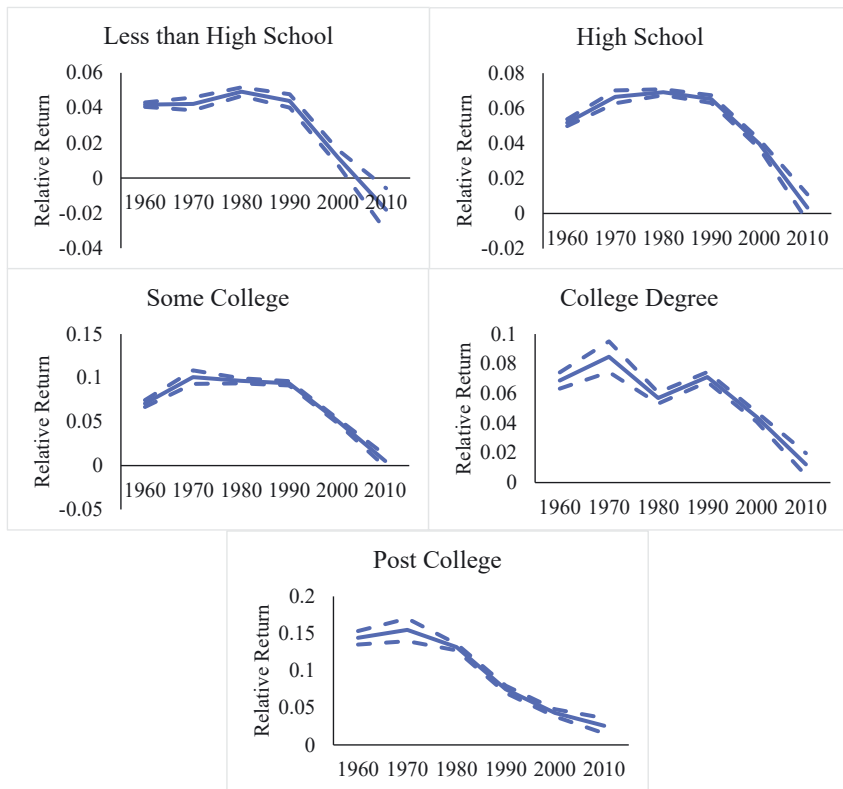 Less than High School
Relative Return
0.06
0.04
0.02
0
-0.02
-0.04
1960 1970 1980 1990 2000 2010
High School
Relative Return
0.08
0.06
0.04
0.02
0
-0.02
1960 1970 1980 1990 2000 2010
Some College
Relative Return
0.15
0.1
0.05
0
-0.05
1960 1970 1980 1990 2000 2010
College Degree
Relative Return
0.1
0.08
0.06
0.04
0.02
0
1960 1970 1980 1990 2000 2010
Post College
Relative Return
0.2
0.15
0.1
0.05
0
1960 1970 1980 1990 2000 2010